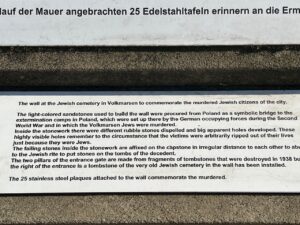 lauf der Mauer angebrachten 25 Edelstahltafeln erinnern an die Erm
The wall at the Jewish cemetery in Volkmarsen to commemorate the murdered Jewish citizens of the city.
The light-colored sandstones used to build the wall were procured from Poland as a symbolic bridge to the
extermination camps in Poland, which were set up there by the German occupying forces during the Second
World War and in which the Volkmarsen Jews were murdered.
Inside the stonework there were different rubble stones dispelled and big apparent holes developed. These
highly visible holes remember to the circumstance that the victims were arbitrarily ripped out of their lives
just because they were Jews.
The falling stones inside the stonework are affixed on the capstone in irregular distance to each other to
to the Jewish rite to put stones on the tombs of the decedent.
The two pillars of the entrance gate are made from fragments of tombstones that were destroyed in 1938
the right of the entrance is a tombstone of the very old Jewish cemetery in the wall has been installed.
The 25 stainless steel plaques attached to the wall commemorate the murdered.